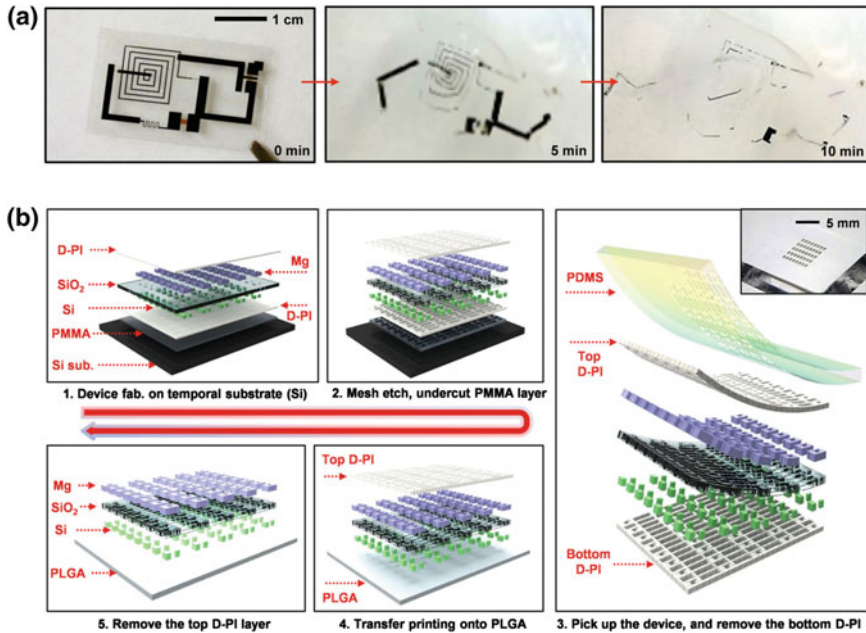 (a)
1 cm
0 min
5 min
10 min
(b)
D-PI
Mg
SiO₂
Si
D-PI
PMMA
Si sub.
1. Device fab. on temporal substrate (Si)
2. Mesh etch, undercut PMMA layer
5 mm
PDMS
Top
D-PI
Bottom
D-PI
3. Pick up the device, and remove the bottom D-PI
Top D-PI
PLGA
4. Transfer printing onto PLGA
Mg
SiO₂
Si
PLGA
5. Remove the top D-PI layer